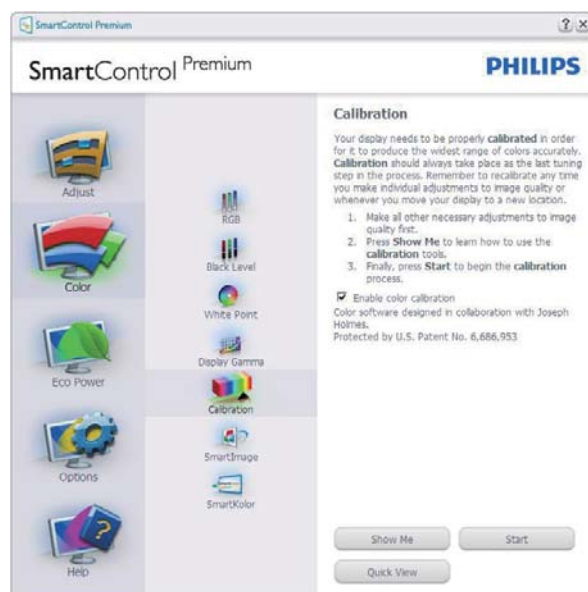 SmartControl Premium
SmartControl Premium
PHILIPS
Adjust
Color
Eco Power
Options
Help
RGB
Black Level
White Point
Display Gamma
Calibration
SmartImage
SmartKolor
Calibration
Your display needs to be properly calibrated in order
for it to produce the widest range of colors accurately.
Calibration should always take place as the last tuning
step in the process. Remember to recalibrate any time
you make individual adjustments to image quality or
whenever you move your display to a new location.
1. Make all other necessary adjustments to image
quality first.
2. Press Show Me to learn how to use the
calibration tools.
3. Finally, press Start to begin the calibration
process.
Enable color calibration
Color software designed in collaboration with Joseph
Holmes.
Protected by U.S. Patent No. 6,686,953
Show Me
Start
Quick View